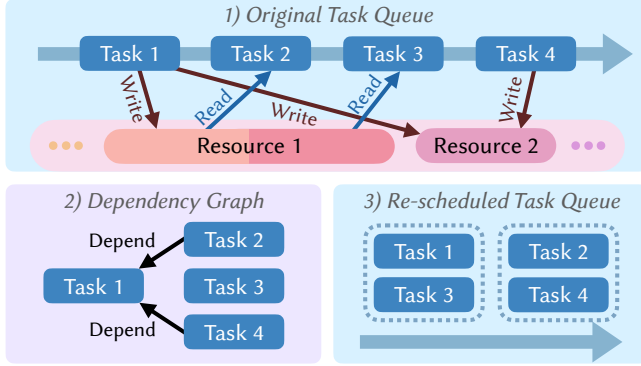 1) Original Task Queue
Task 1 Task 2 Task 3 Task 4
Write Read Write Read Write
Resource 1 Resource 2
2) Dependency Graph
Depend Task 2
Task 1 Task 3
Depend Task 4
3) Re-scheduled Task Queue
Task 1 Task 2
Task 3 Task 4